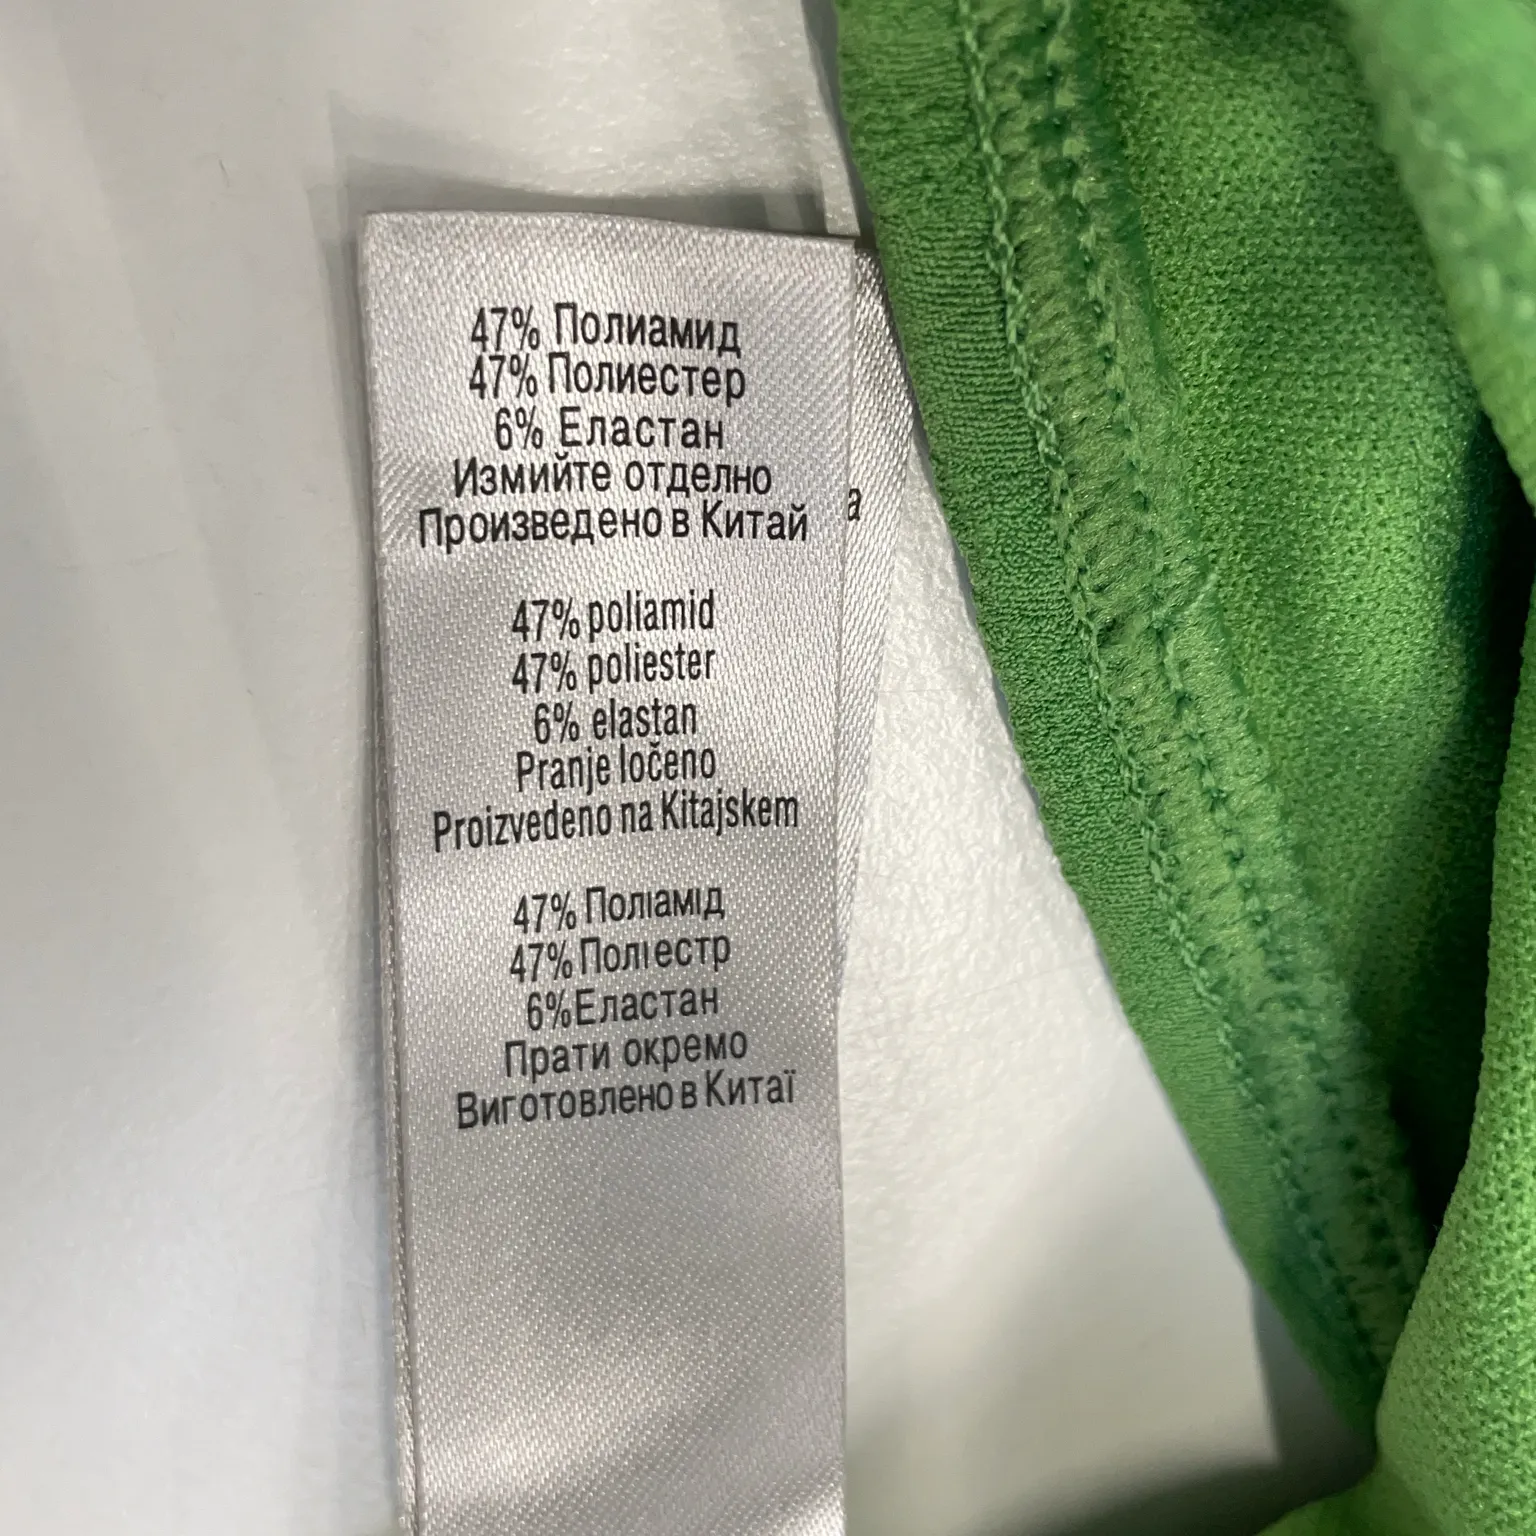 47% Полиамид
47% Полиестер
6% Еластан
Измийте отделно
Произведено в Китай
47% poliamid
47% poliester
6% elastan
Pranje ločeno
Proizvedeno na Kitajskem
47% Поліамід
47% Поліестр
6% Еластан
Прати окремо
Виготовлено в Китаї